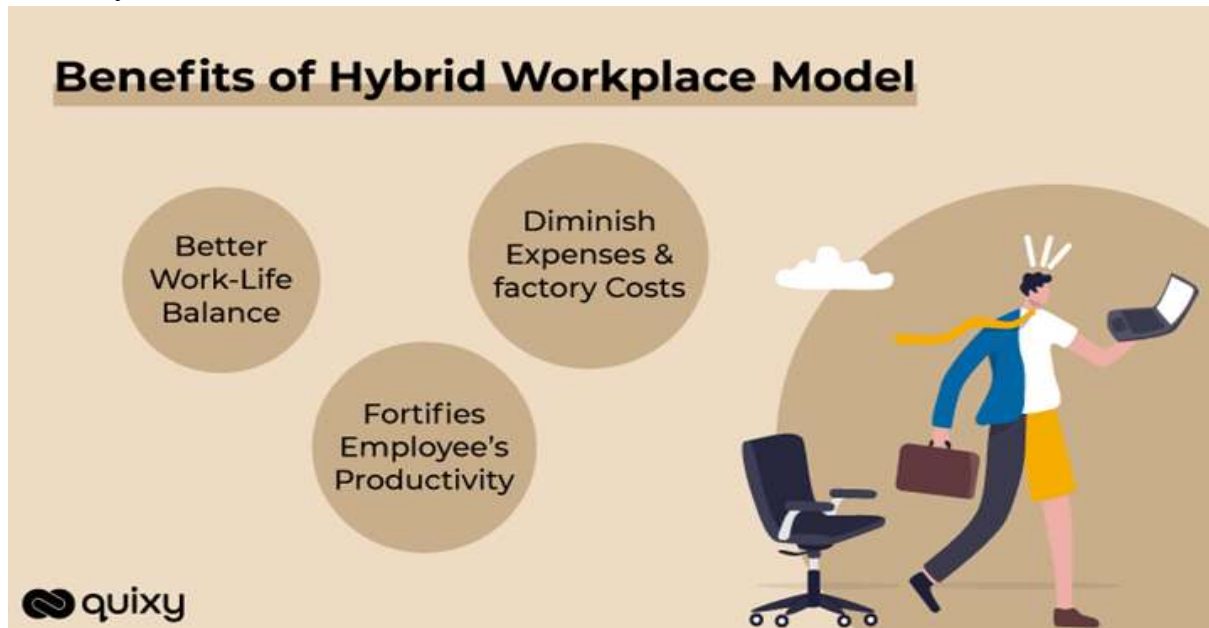 Benefits of Hybrid Workplace Model
Better
Work-Life
Balance
Diminish
Expenses &
factory Costs
Fortifies
Employee's
Productivity
quixy